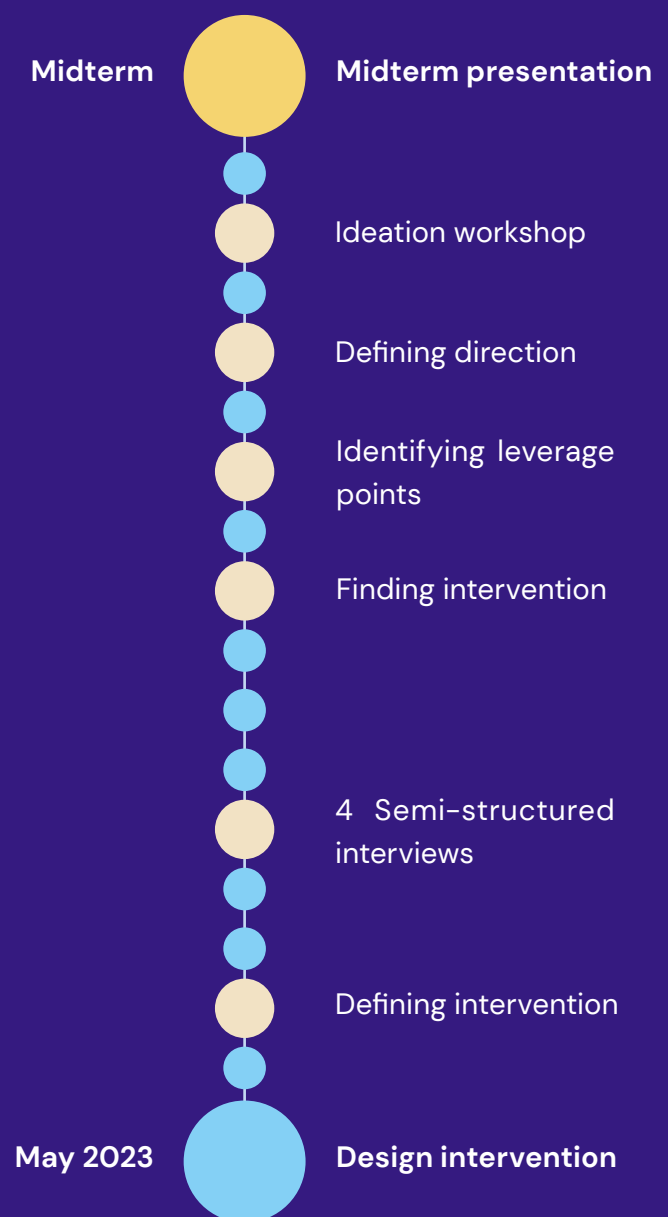 Midterm Midterm presentation
Ideation workshop
Defining direction
Identifying leverage
points
Finding intervention
4 Semi-structured
interviews
Defining intervention
May 2023 Design intervention